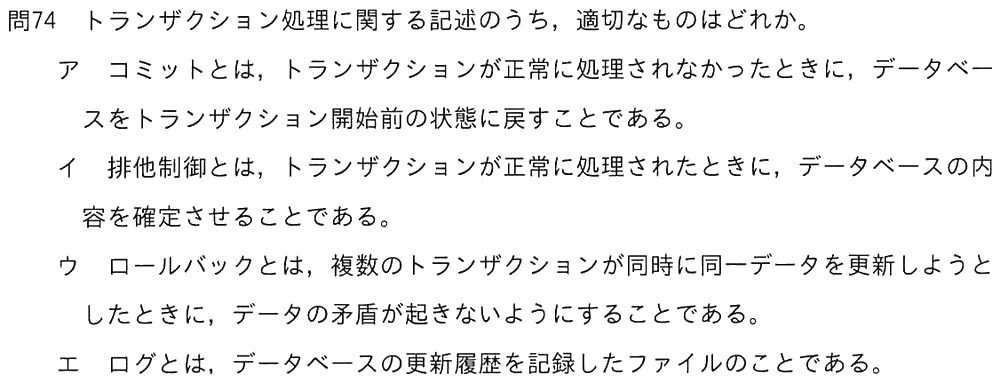 問74　トランザクション処理に関する記述のうち，適切なものはどれか。
ア　コミットとは，トランザクションが正常に処理されなかったときに，データベー
スをトランザクション開始前の状態に戻すことである。
イ　排他制御とは，トランザクションが正常に処理されたときに，データベースの内
容を確定させることである。
ウ　ロールバックとは，複数のトランザクションが同時に同一データを更新しようと
したときに，データの矛盾が起きないようにすることである。
エ　ログとは，データベースの更新履歴を記録したファイルのことである。